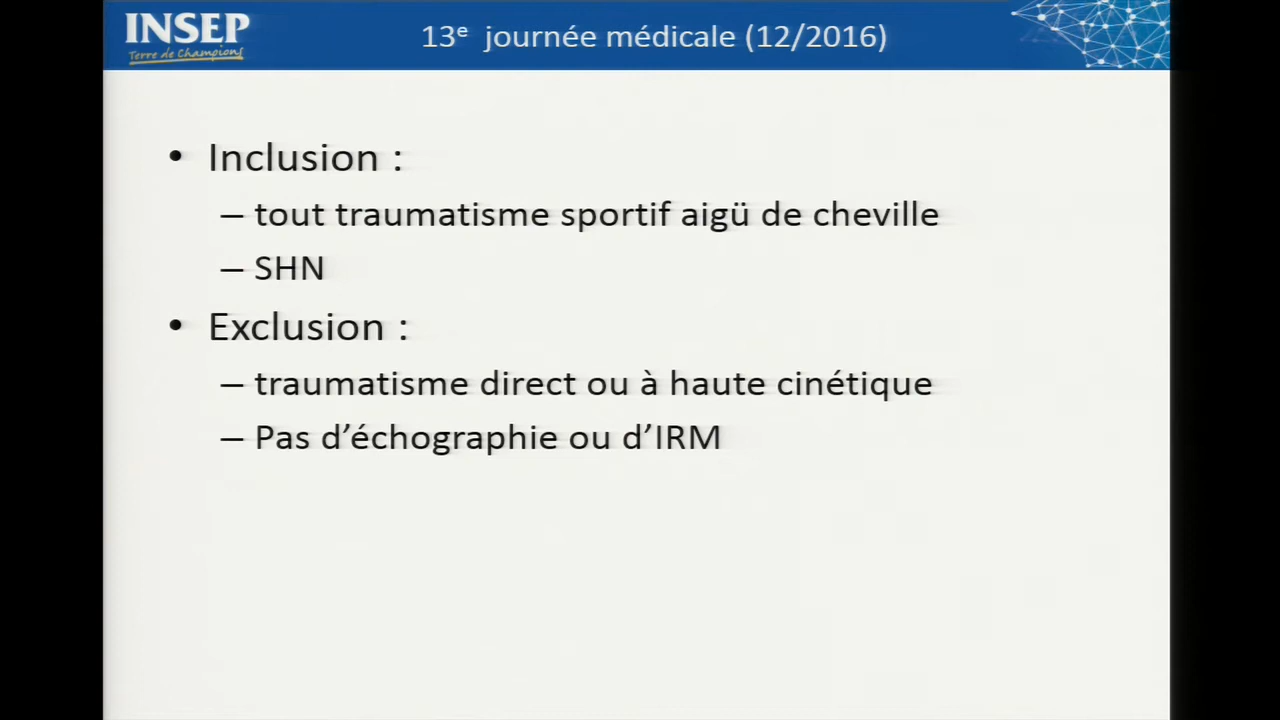 INSEP
Terre de Champions
13e journée médicale (12/2016)
• Inclusion :
– tout traumatisme sportif aigü de cheville
– SHN
• Exclusion :
– traumatisme direct ou à haute cinétique
– Pas d’échographie ou d’IRM